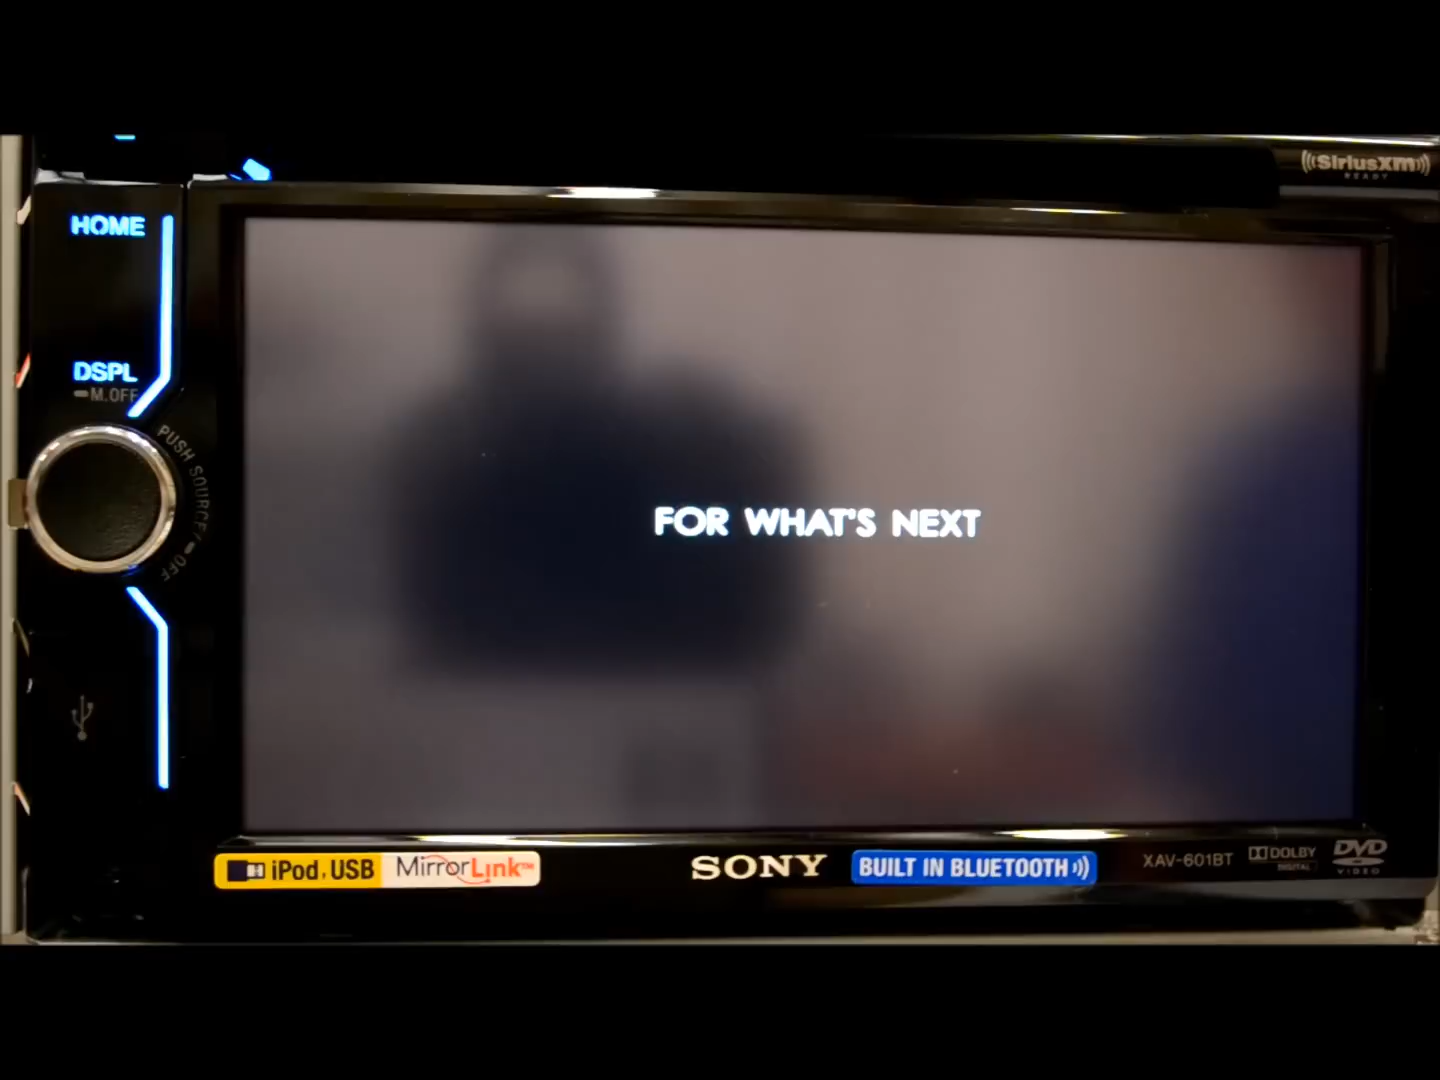 ((SiriusXM))
READY
HOME
DSPL
M.OFF
PUSH SOURCE/ OFF
FOR WHAT'S NEXT
iPod, USB
MirrorLink™
SONY
BUILT IN BLUETOOTH
XAV-601BT
DOLBY
DIGITAL
DVD
VIDEO